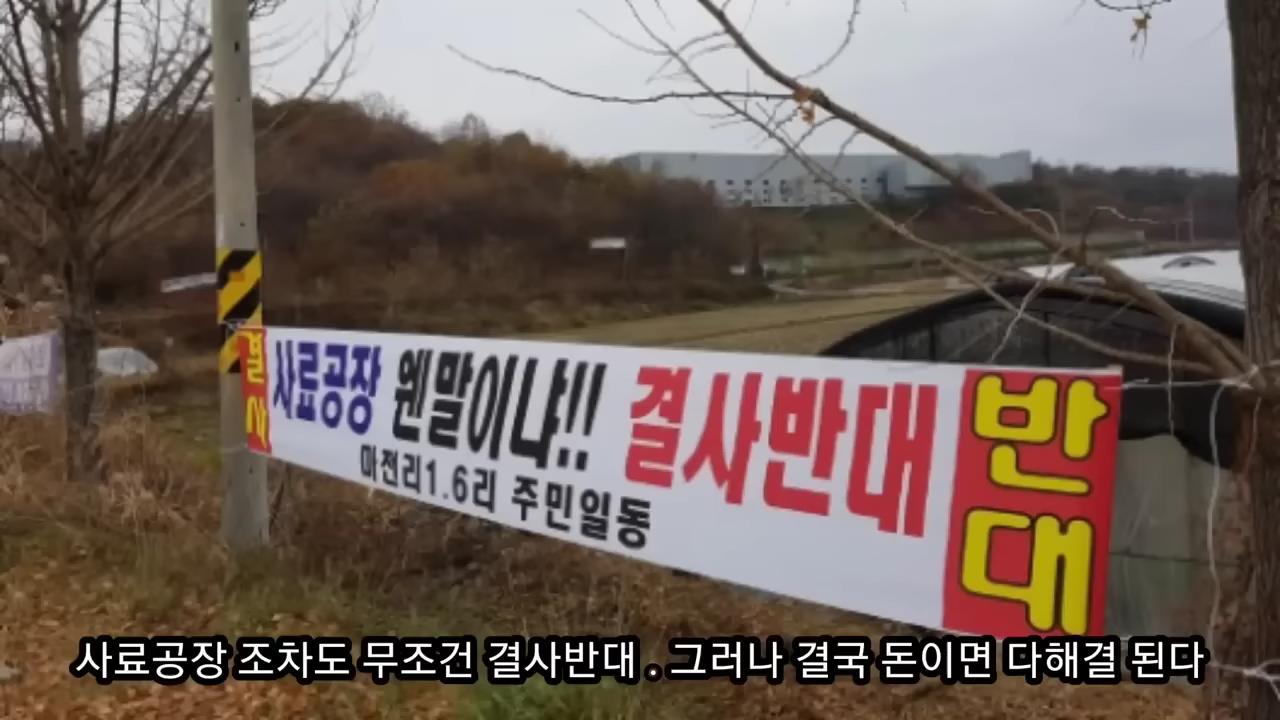 결사
사료공장 웬말이냐!! 결사반대
마전리1.6리 주민일동
반대
사료공장 조차도 무조건 결사반대 . 그러나 결국 돈이면 다해결 된다